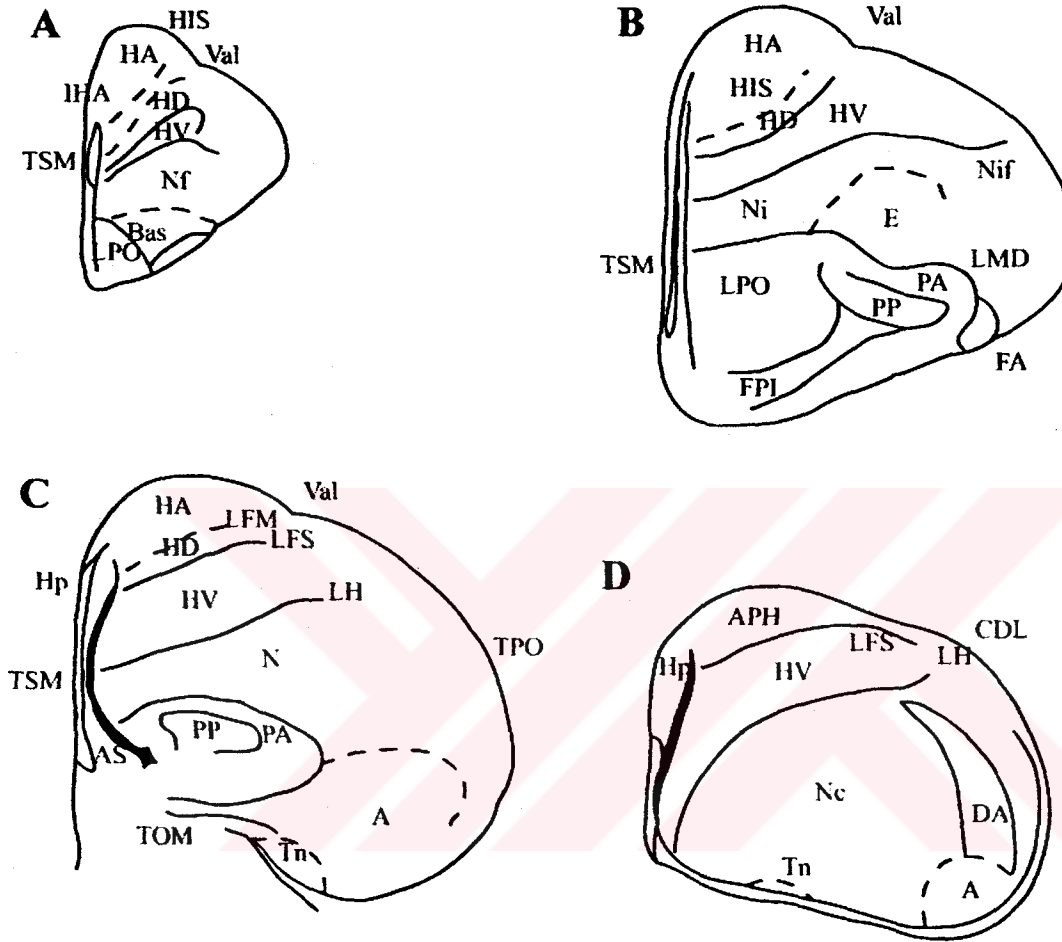 A
HIS
HA
Val
IHA
HD
HV
TSM
Nf
Bas
LPO
B
Val
HA
HIS
HD
HV
Nif
Ni
E
TSM
LMD
LPO
PA
PP
FA
FPI
C
Val
HA
LFM
HD
LFS
Hp
HV
LH
N
TPO
TSM
PP
PA
AS
A
TOM
Tn
D
APH
CDL
LFS
LH
Hp
HV
Nc
DA
Tn
A